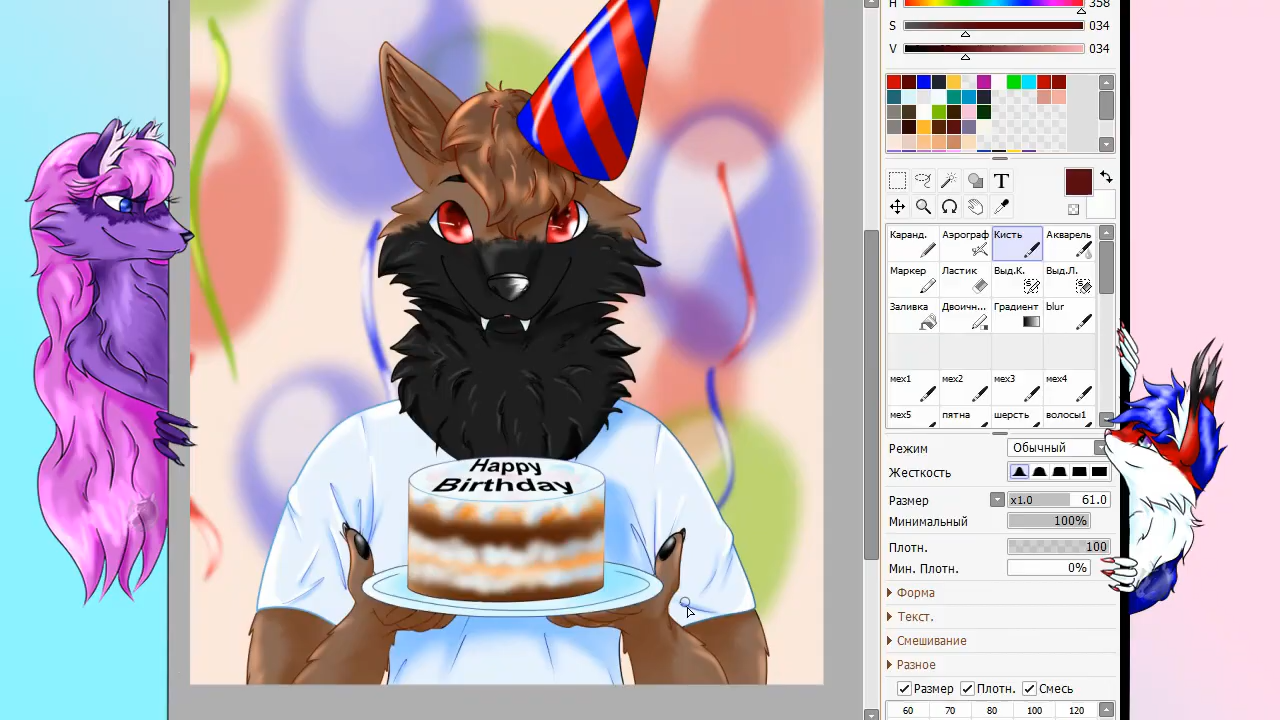 H 358
S 034
V 034
T
Каранд. Аэрограф Кисть Акварель
Маркер Ластик Выд.К. Выд.Л.
Заливка Двоичн... Градиент blur
мех1 мех2 мех3 мех4
мех5 пятна шерсть волосы1
Режим Обычный
Жесткость
Размер x1.0 61.0
Минимальный 100%
Плотн. 100
Мин. Плотн. 0%
Форма
Текст.
Смешивание
Разное
Размер Плотн. Смесь
60 70 80 100 120
Happy
Birthday